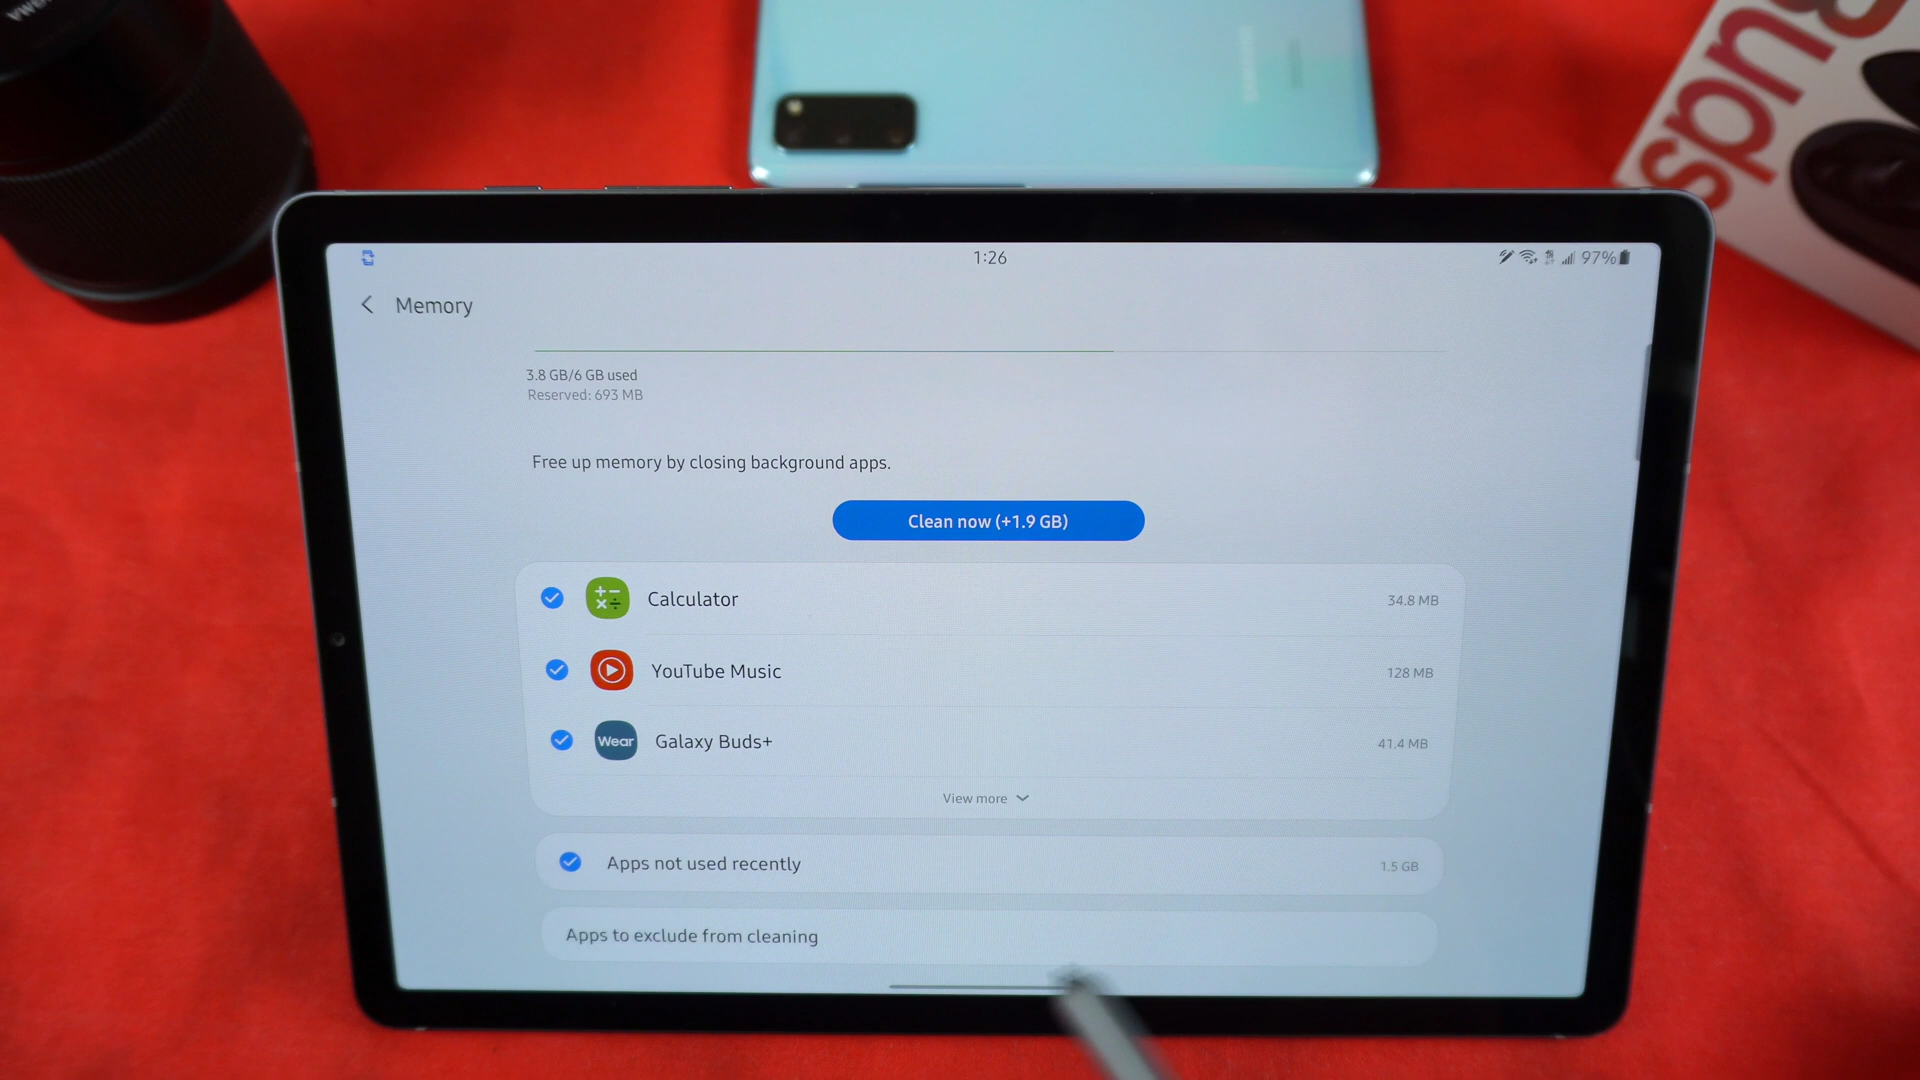 SAMSUNG
Buds
1:26
97%
Memory
3.8 GB/6 GB used
Reserved: 693 MB
Free up memory by closing background apps.
Clean now (+1.9 GB)
Calculator
34.8 MB
YouTube Music
128 MB
Wear
Galaxy Buds+
41.4 MB
View more
Apps not used recently
1.5 GB
Apps to exclude from cleaning